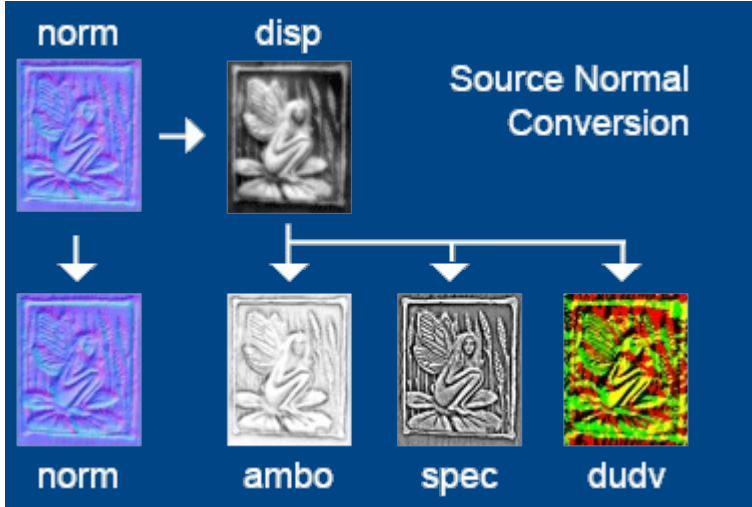 norm
disp
Source Normal
Conversion
norm
ambo
spec
dudv